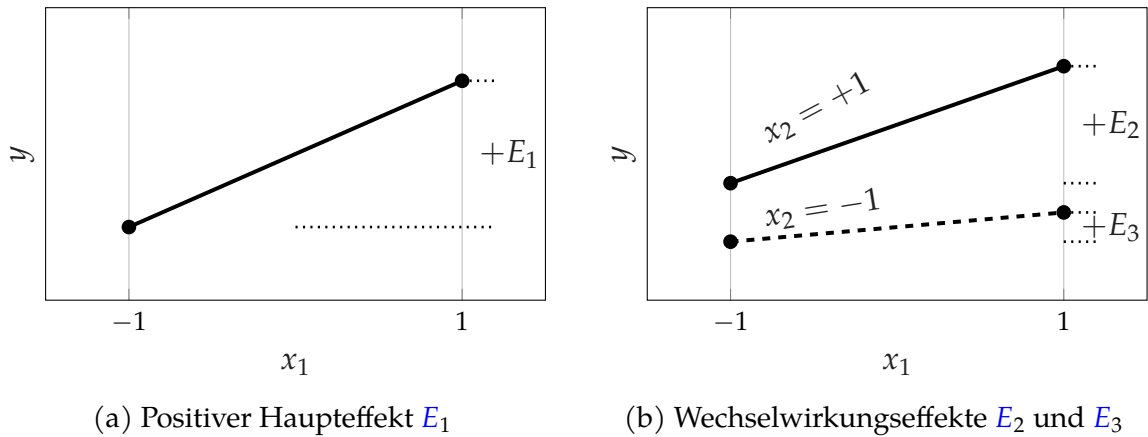 y
+E₁
−1
1
x₁
(a) Positiver Haupteffekt E₁
y
x₂ = +1
x₂ = −1
+E₂
+E₃
−1
1
x₁
(b) Wechselwirkungseffekte E₂ und E₃